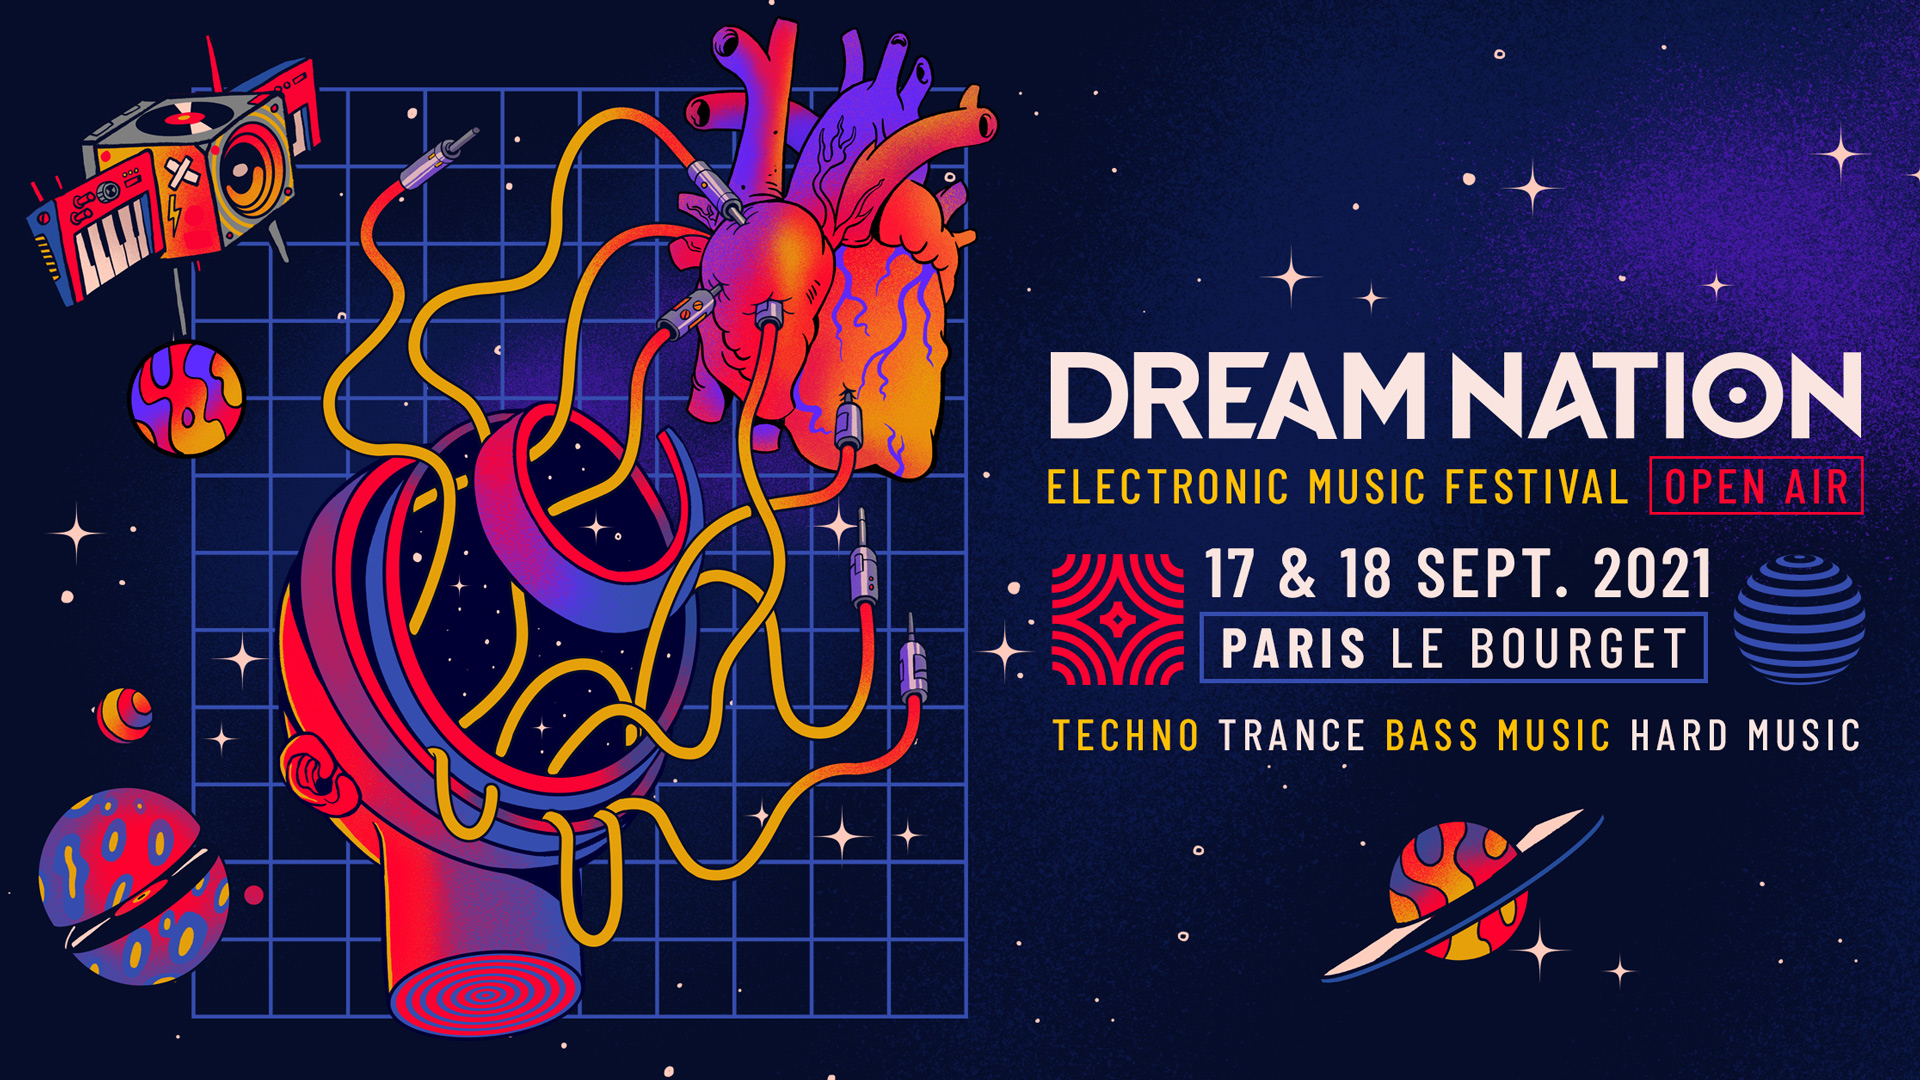 DREAM NATION
ELECTRONIC MUSIC FESTIVAL OPEN AIR
17 & 18 SEPT. 2021
PARIS LE BOURGET
TECHNO TRANCE BASS MUSIC HARD MUSIC